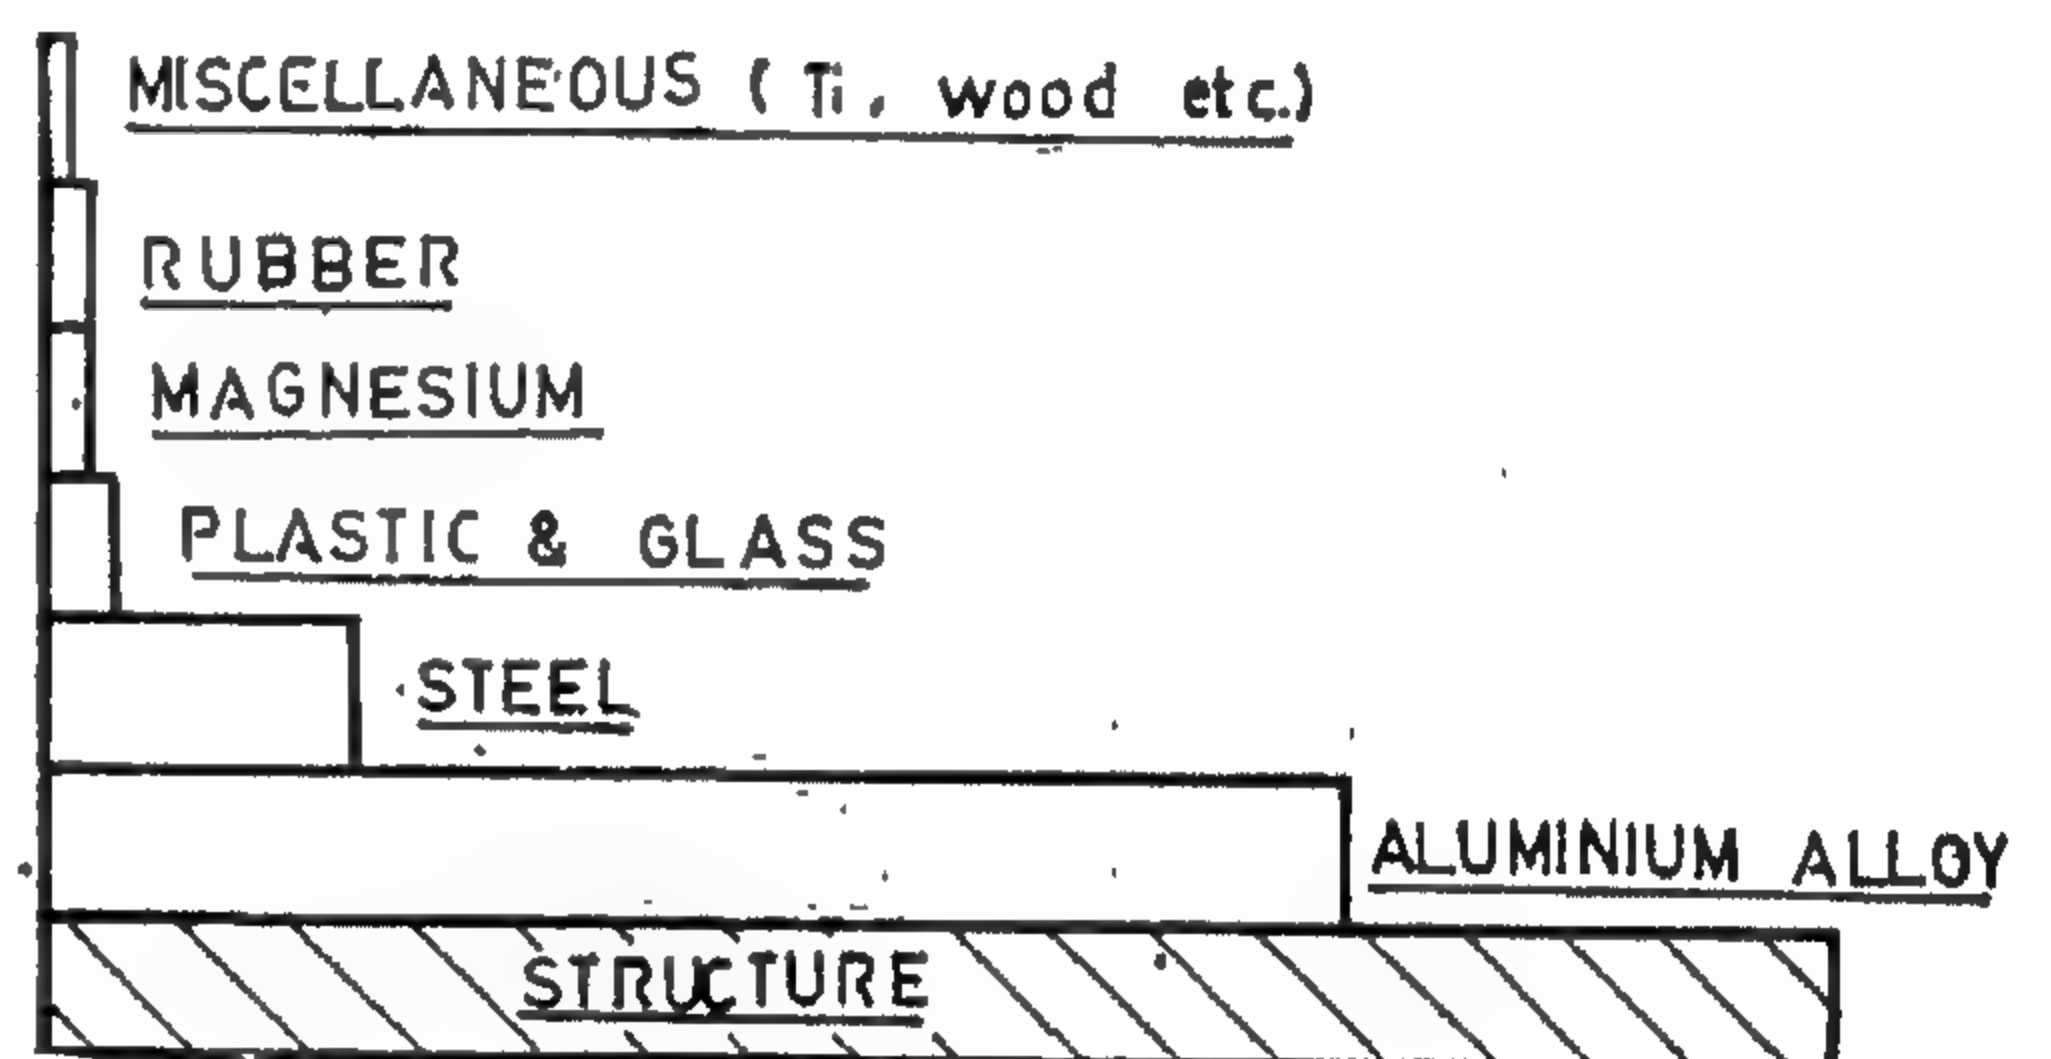 MISCELLANEOUS ( Ti, wood etc.)
RUBBER
MAGNESIUM
PLASTIC & GLASS
STEEL
ALUMINIUM ALLOY
STRUCTURE